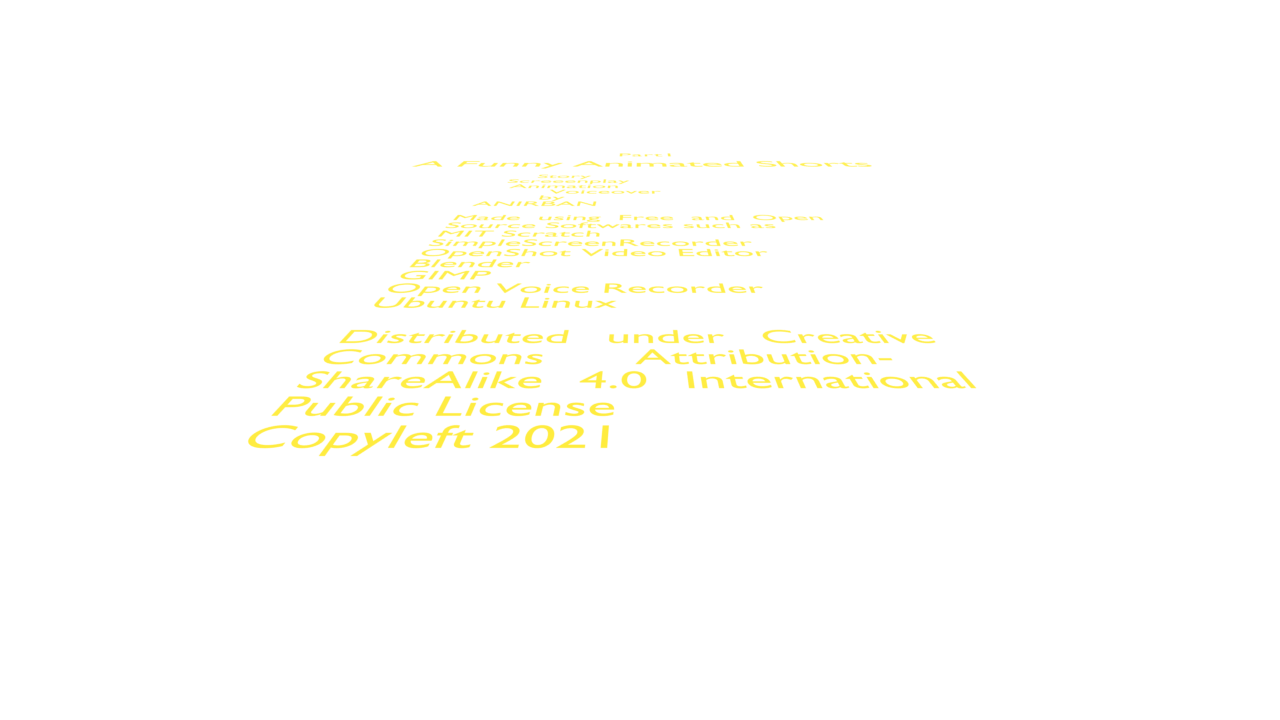 Part I
A Funny Animated Shorts
Story
Screenplay
Animation
Voiceover
by
ANIRBAN
Made using Free and Open
Source Softwares such as
MIT Scratch
SimpleScreenRecorder
OpenShot Video Editor
Blender
GIMP
Open Voice Recorder
Ubuntu Linux
Distributed under Creative
Commons Attribution-
ShareAlike 4.0 International
Public License
Copyleft 2021